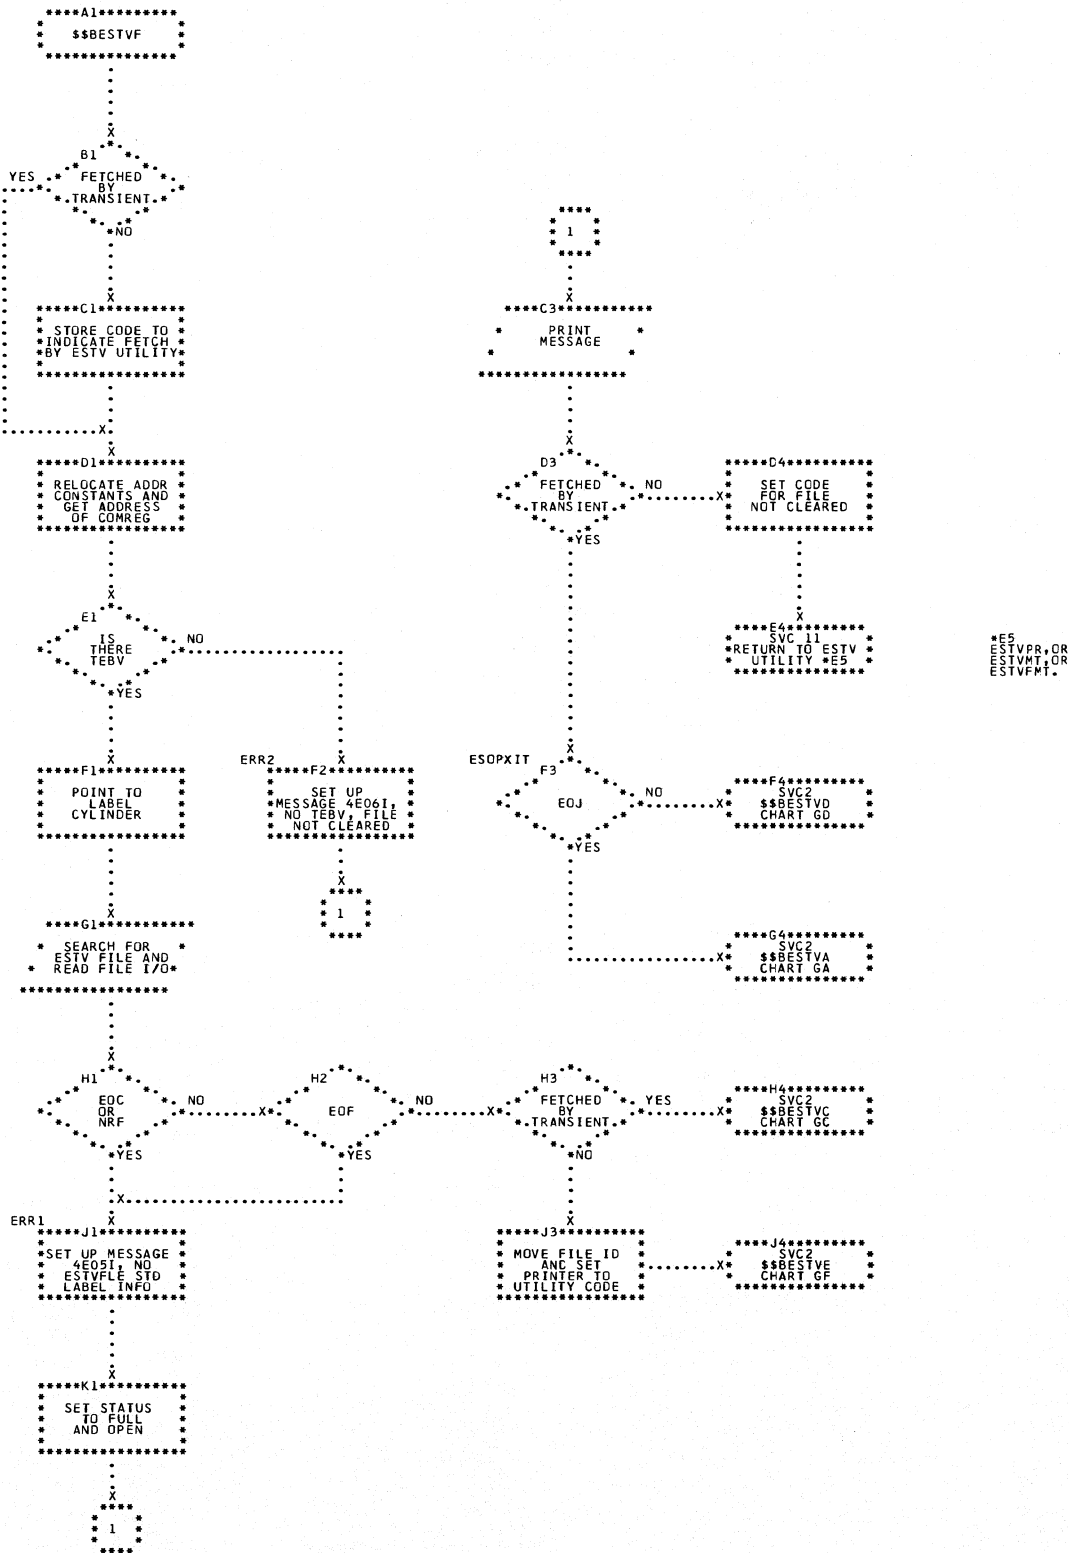 A1
$$BESTVF
B1
YES
FETCHED
BY
TRANSIENT
NO
C1
STORE CODE TO
INDICATE FETCH
BY ESTV UTILITY
X
D1
RELOCATE ADDR
CONSTANTS AND
GET ADDRESS
OF COMREG
E1
IS
THERE
TEBV
NO
YES
F1
POINT TO
LABEL
CYLINDER
ERR2
F2
SET UP
MESSAGE 4E06I,
NO TEBV, FILE
NOT CLEARED
1
G1
SEARCH FOR
ESTV FILE AND
READ FILE I/O
H1
EOC
OR
NRF
NO
YES
H2
EOF
NO
YES
H3
FETCHED
BY
TRANSIENT
YES
NO
H4
SVC2
$$BESTVC
CHART GC
ERR1
J1
SET UP MESSAGE
4E05I, NO
ESTVFLE STD
LABEL INFO
J3
MOVE FILE ID
AND SET
PRINTER TO
UTILITY CODE
J4
SVC2
$$BESTVE
CHART GF
K1
SET STATUS
TO FULL
AND OPEN
1
1
C3
PRINT
MESSAGE
D3
FETCHED
BY
TRANSIENT
NO
YES
D4
SET CODE
FOR FILE
NOT CLEARED
E4
SVC 11
RETURN TO ESTV
UTILITY *E5
*E5
ESTVPR,OR
ESTVMT,OR
ESTVFMT.
ESOPXIT
F3
EOJ
NO
YES
F4
SVC2
$$BESTVD
CHART GD
G4
SVC2
$$BESTVA
CHART GA